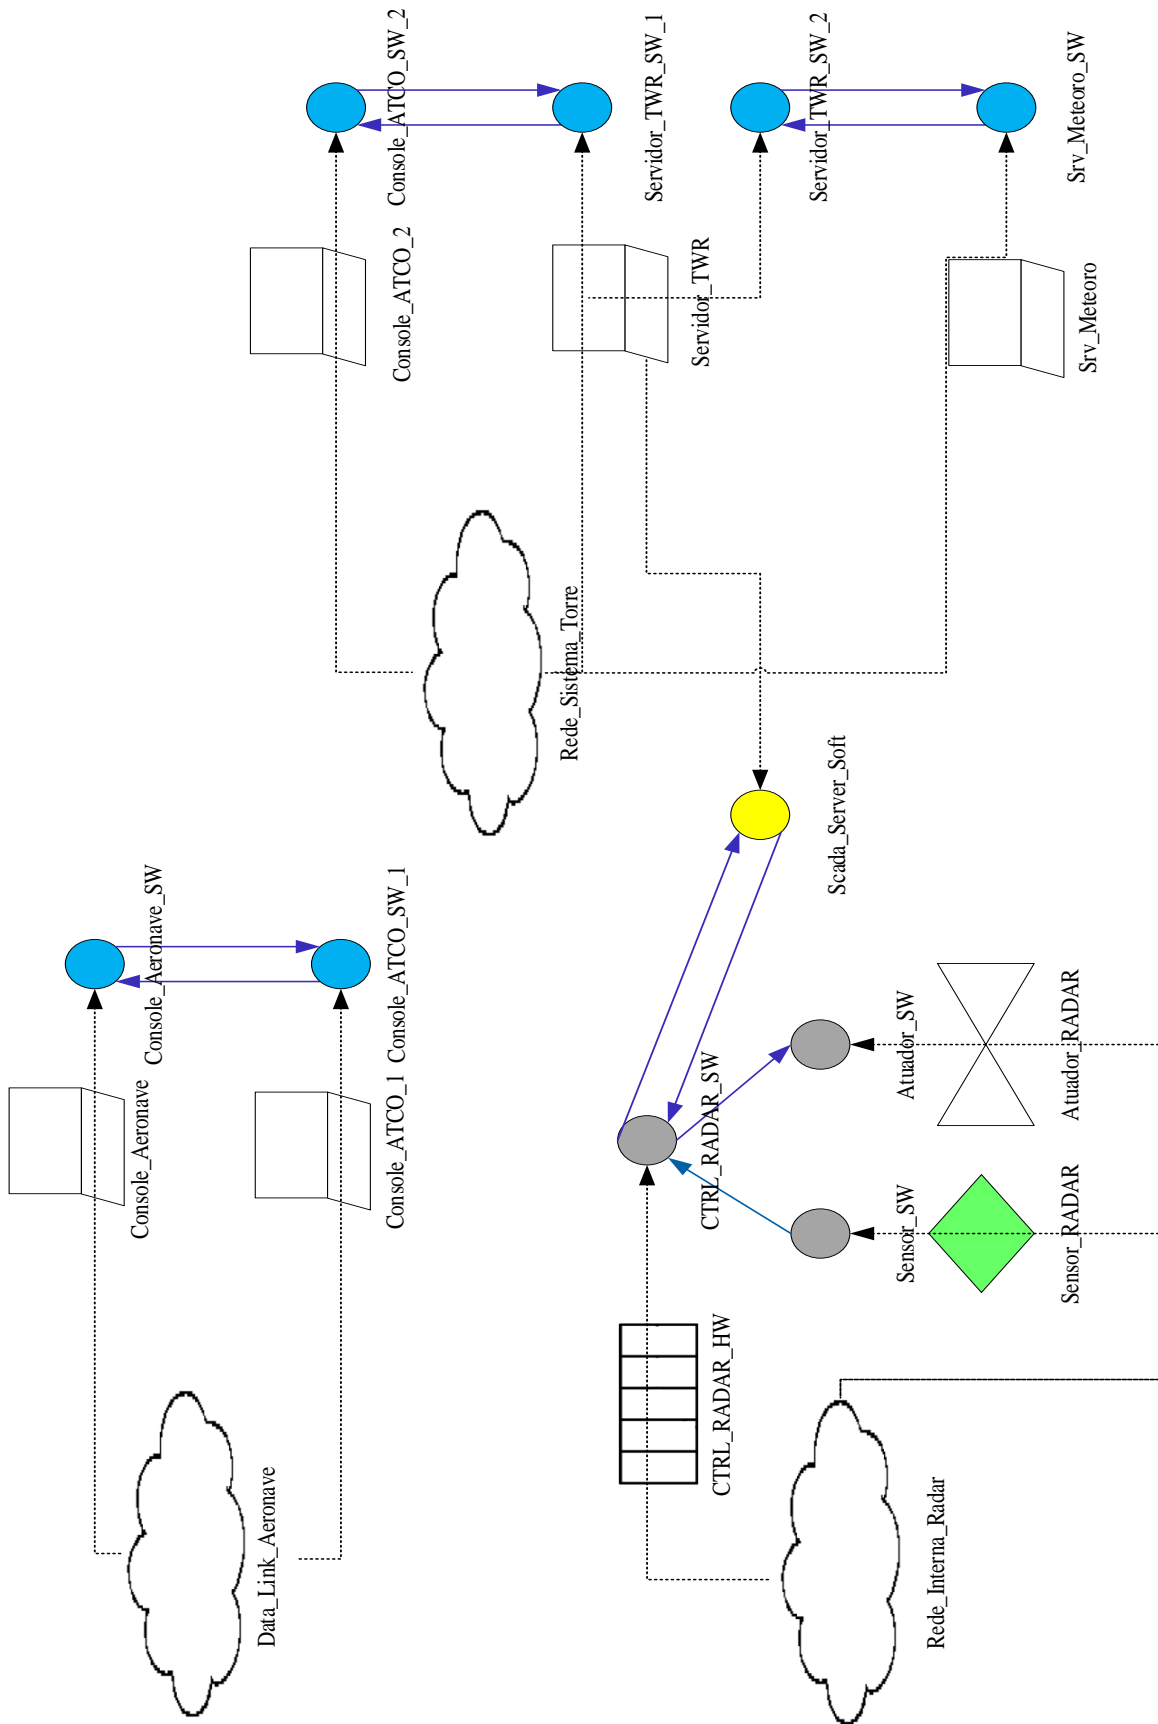 Console_Aeronave
Console_Aeronave_SW
Data_Link_Aeronave
Console_ATCO_1
Console_ATCO_SW_1
Console_ATCO_2
Console_ATCO_SW_2
Rede_Sistema_Torre
Servidor_TWR
Servidor_TWR_SW_1
Servidor_TWR_SW_2
Srv_Meteoro
Srv_Meteoro_SW
CTRL_RADAR_HW
CTRL_RADAR_SW
Scada_Server_Soft
Rede_Interna_Radar
Sensor_SW
Atuador_SW
Sensor_RADAR
Atuador_RADAR